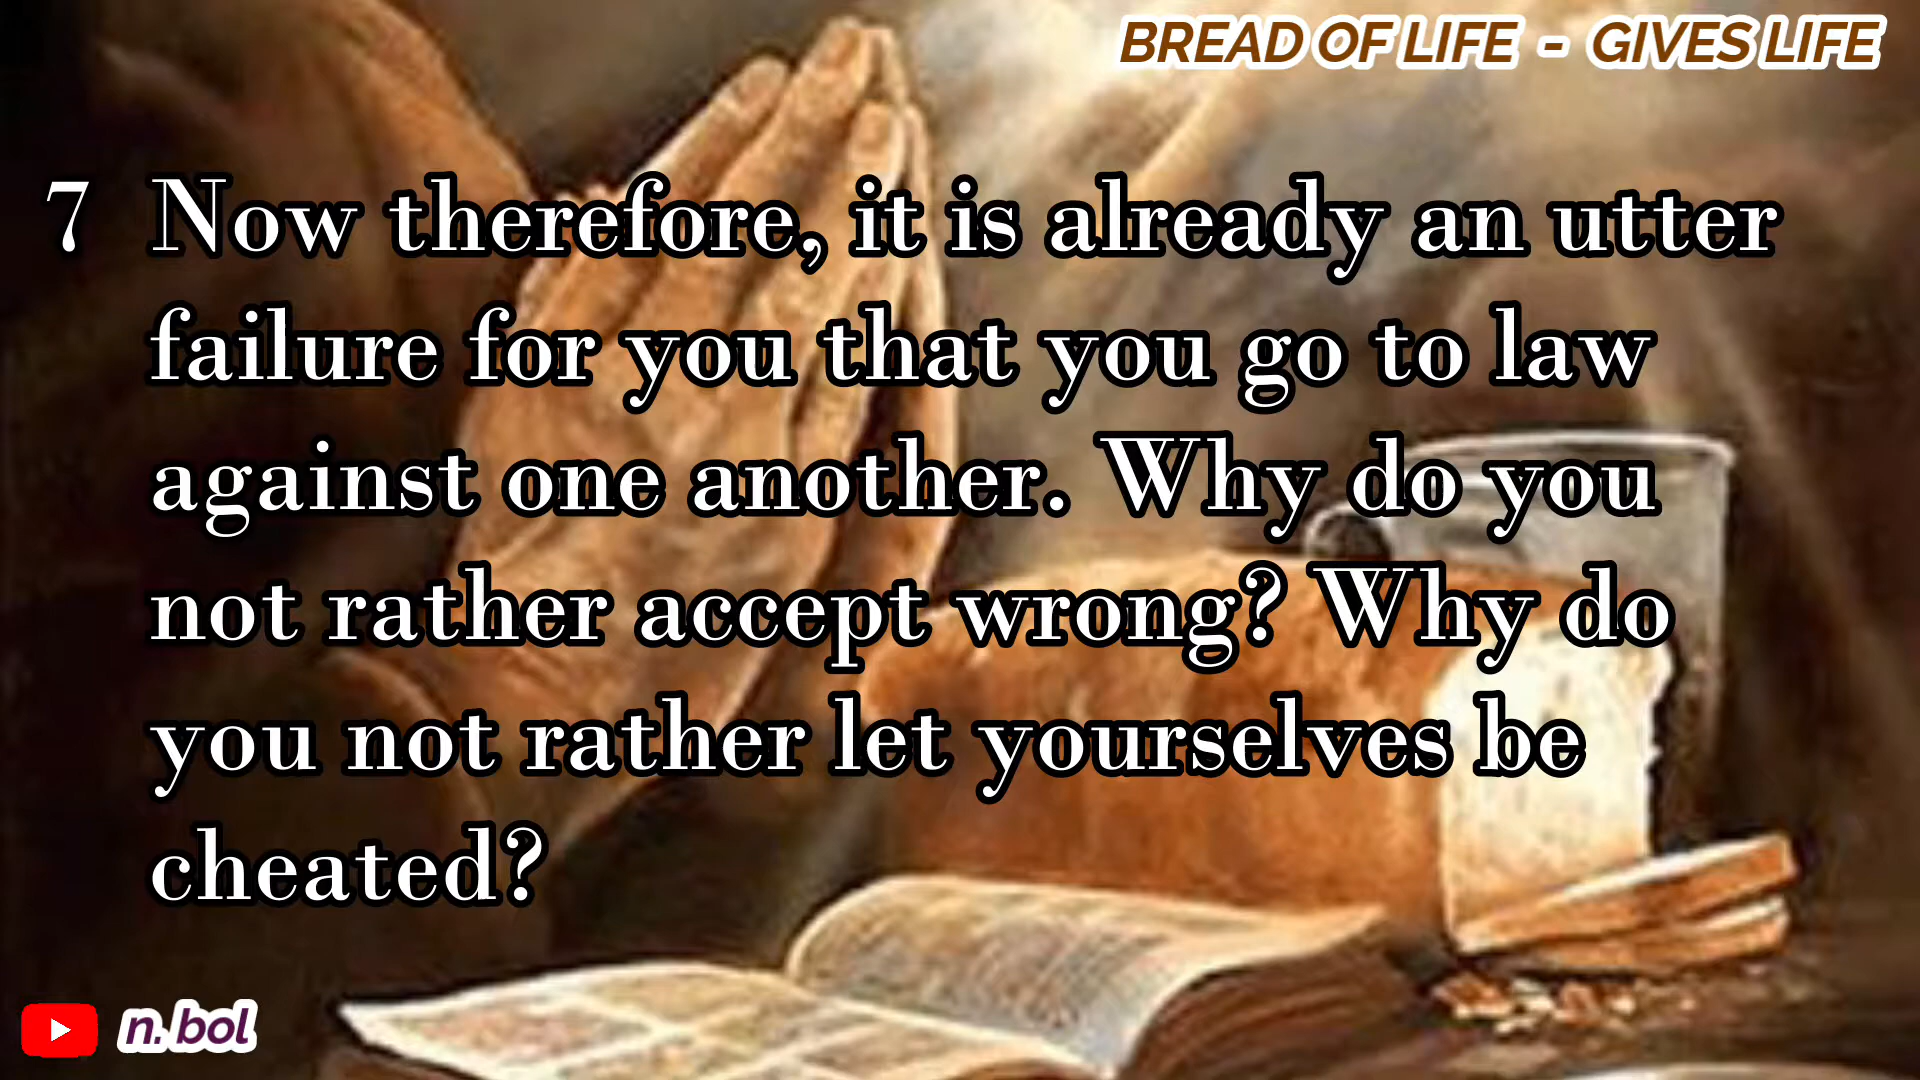 BREAD OF LIFE - GIVES LIFE
7 Now therefore, it is already an utter
failure for you that you go to law
against one another. Why do you
not rather accept wrong? Why do
you not rather let yourselves be
cheated?
n. bol